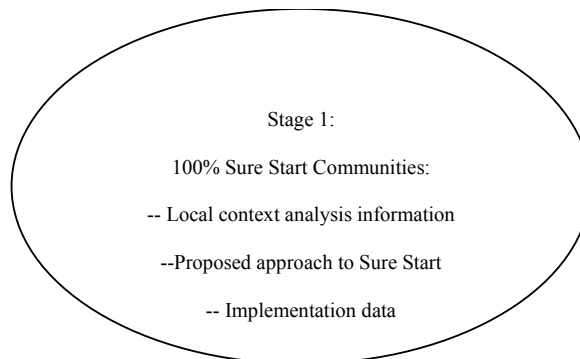 Stage 1:
100% Sure Start Communities:
-- Local context analysis information
--Proposed approach to Sure Start
-- Implementation data